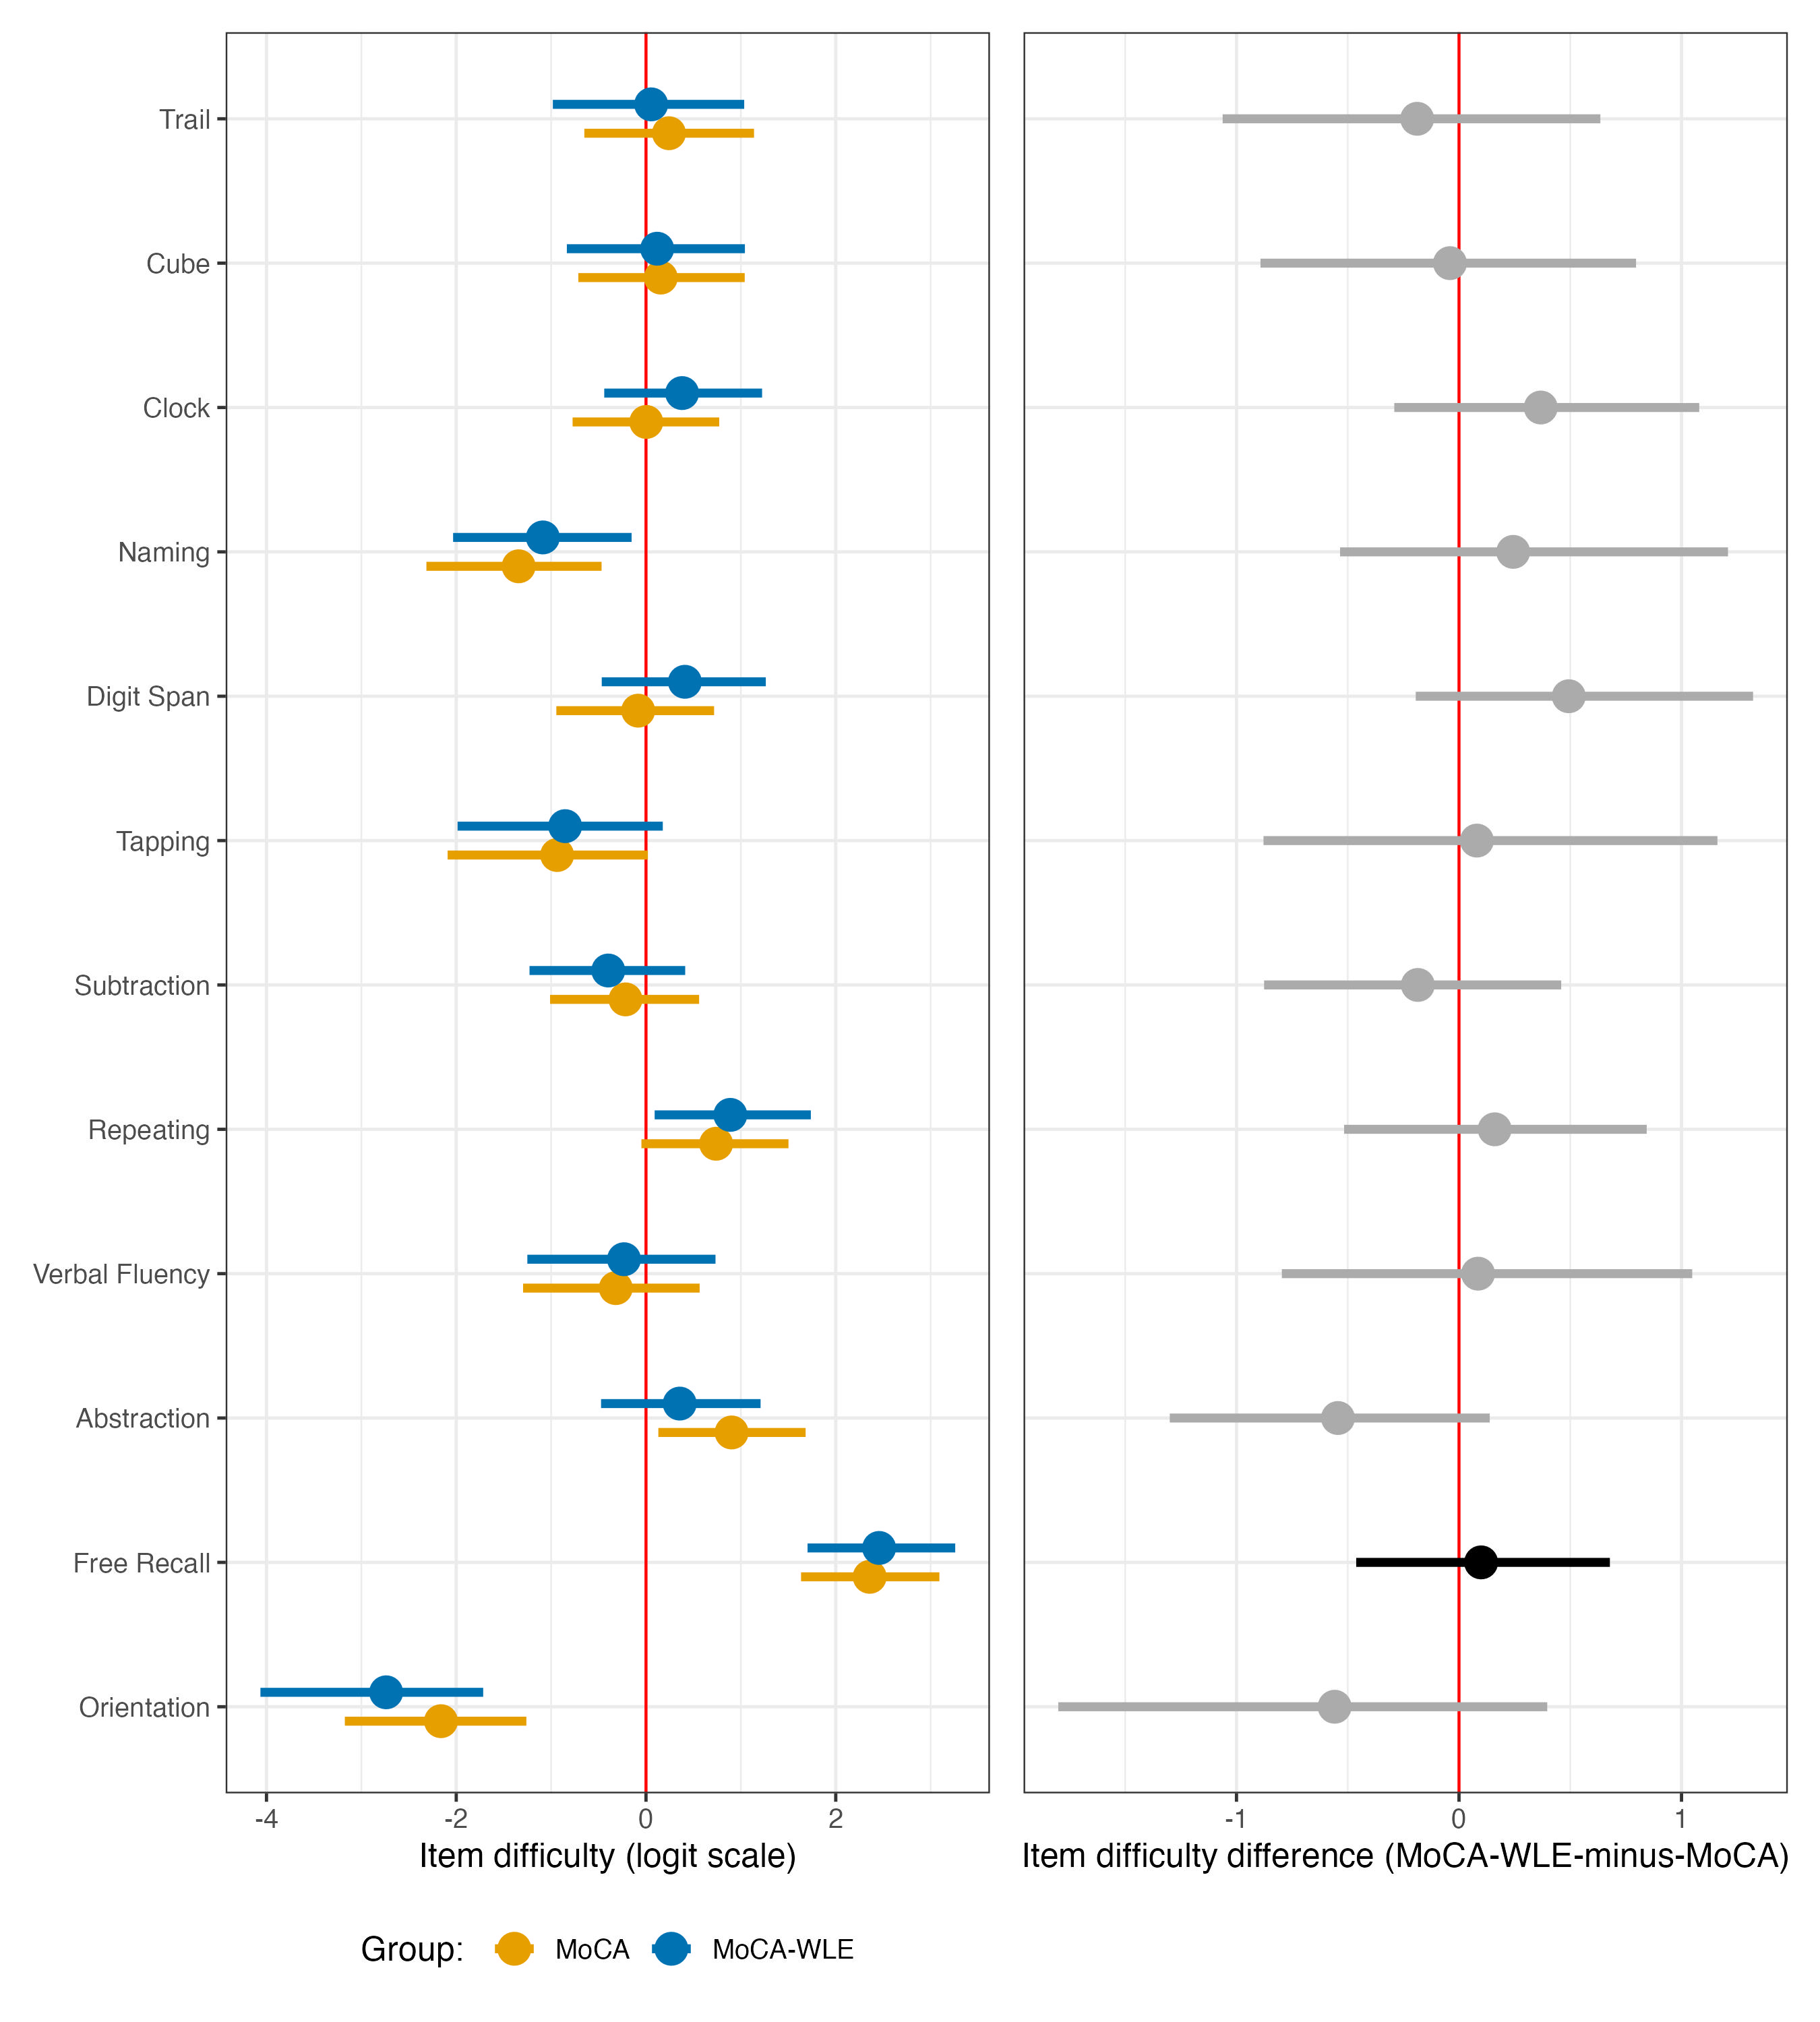 Trail
Cube
Clock
Naming
Digit Span
Tapping
Subtraction
Repeating
Verbal Fluency
Abstraction
Free Recall
Orientation
-4 -2 0 2 -1 0 1
Item difficulty (logit scale) Item difficulty difference (MoCA-WLE-minus-MoCA)
Group: MoCA MoCA-WLE